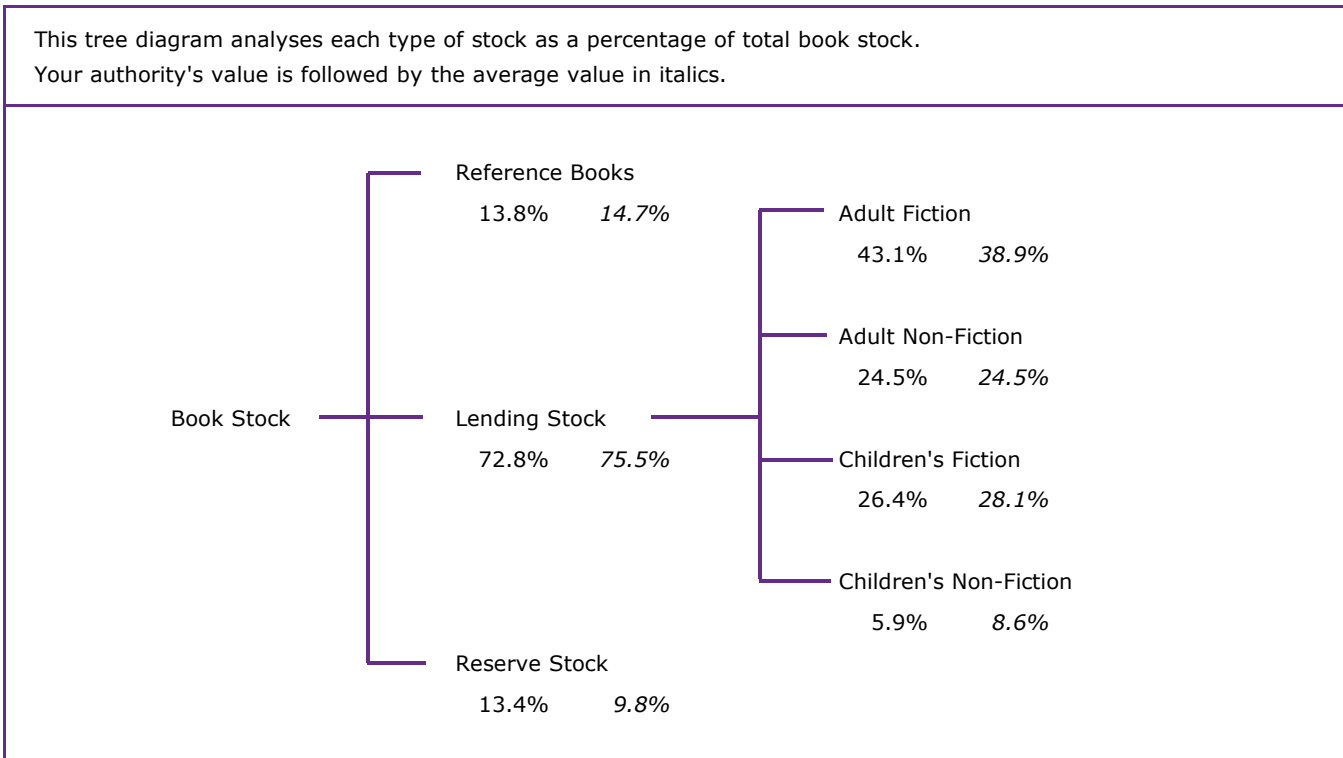 This tree diagram analyses each type of stock as a percentage of total book stock.
Your authority's value is followed by the average value in italics.
Reference Books
13.8% 14.7%
Adult Fiction
43.1% 38.9%
Adult Non-Fiction
24.5% 24.5%
Book Stock
Lending Stock
72.8% 75.5%
Children's Fiction
26.4% 28.1%
Children's Non-Fiction
5.9% 8.6%
Reserve Stock
13.4% 9.8%